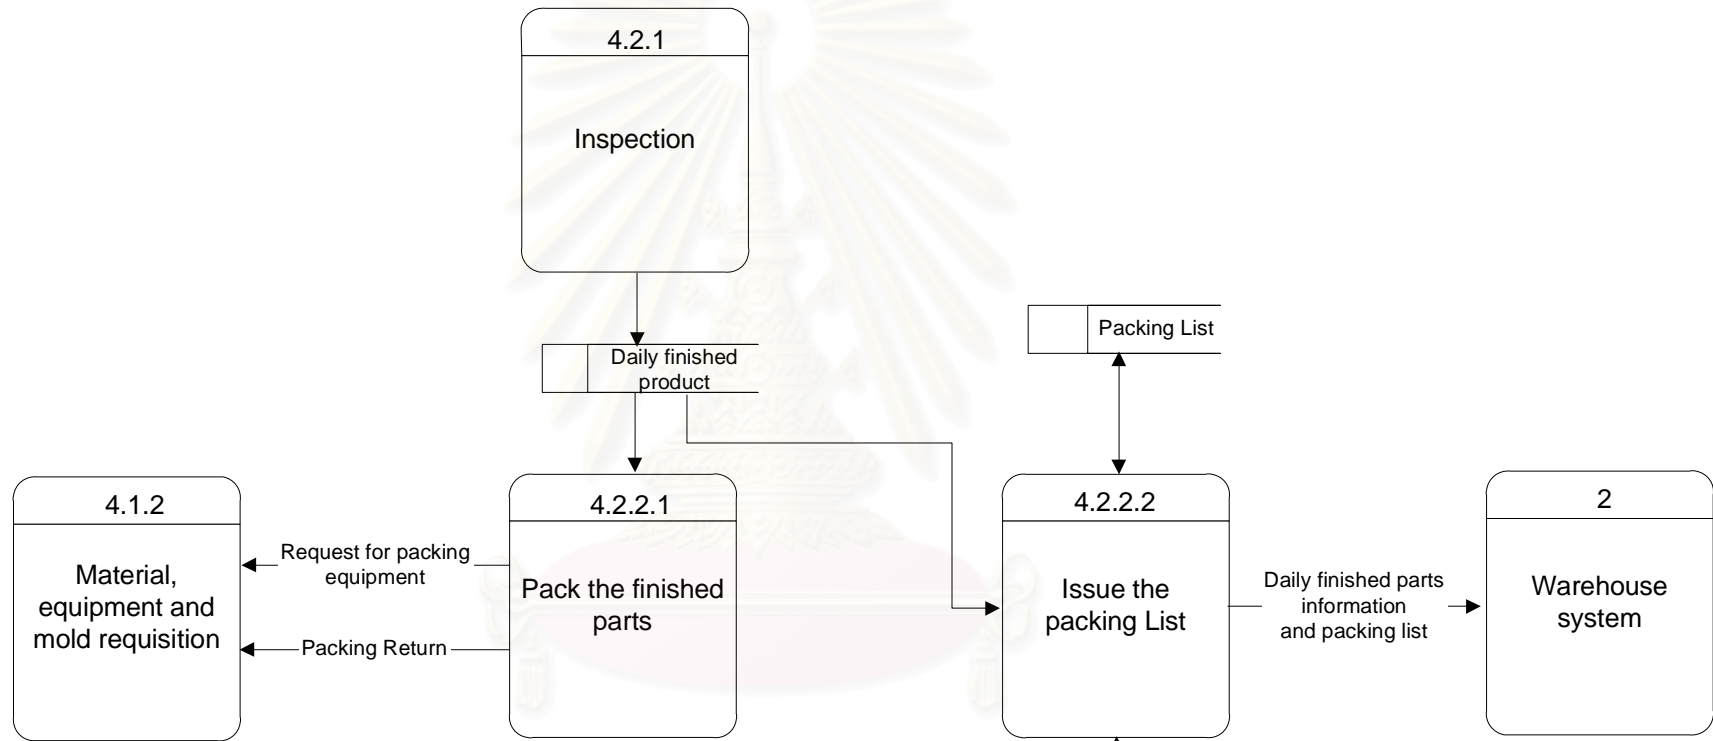 4.2.1
Inspection
Daily finished
product
Packing List
4.1.2
Material,
equipment and
mold requisition
Request for packing
equipment
Packing Return
4.2.2.1
Pack the finished
parts
4.2.2.2
Issue the
packing List
Daily finished parts
information
and packing list
2
Warehouse
system